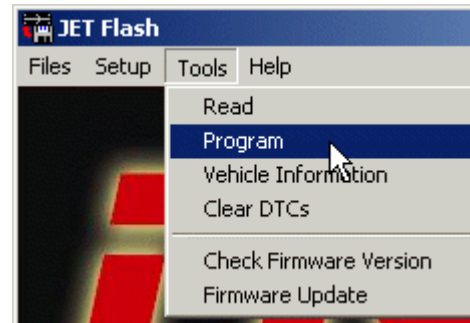 JET Flash
Files Setup Tools Help
Read
Program
Vehicle Information
Clear DTCs
Check Firmware Version
Firmware Update